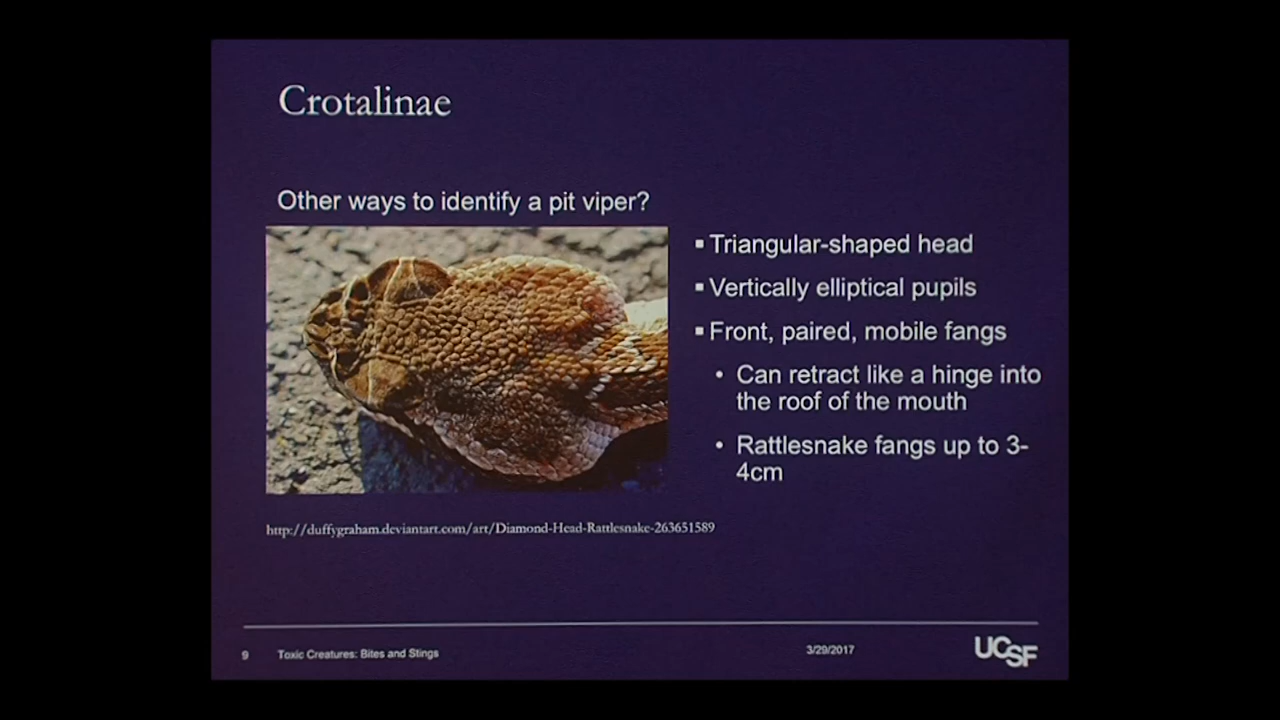 Crotalinae
Other ways to identify a pit viper?
▪ Triangular-shaped head
▪ Vertically elliptical pupils
▪ Front, paired, mobile fangs
• Can retract like a hinge into
the roof of the mouth
• Rattlesnake fangs up to 3-
4cm
http://duffygraham.deviantart.com/art/Diamond-Head-Rattlesnake-263651589
9 Toxic Creatures: Bites and Stings 3/29/2017 UCSF